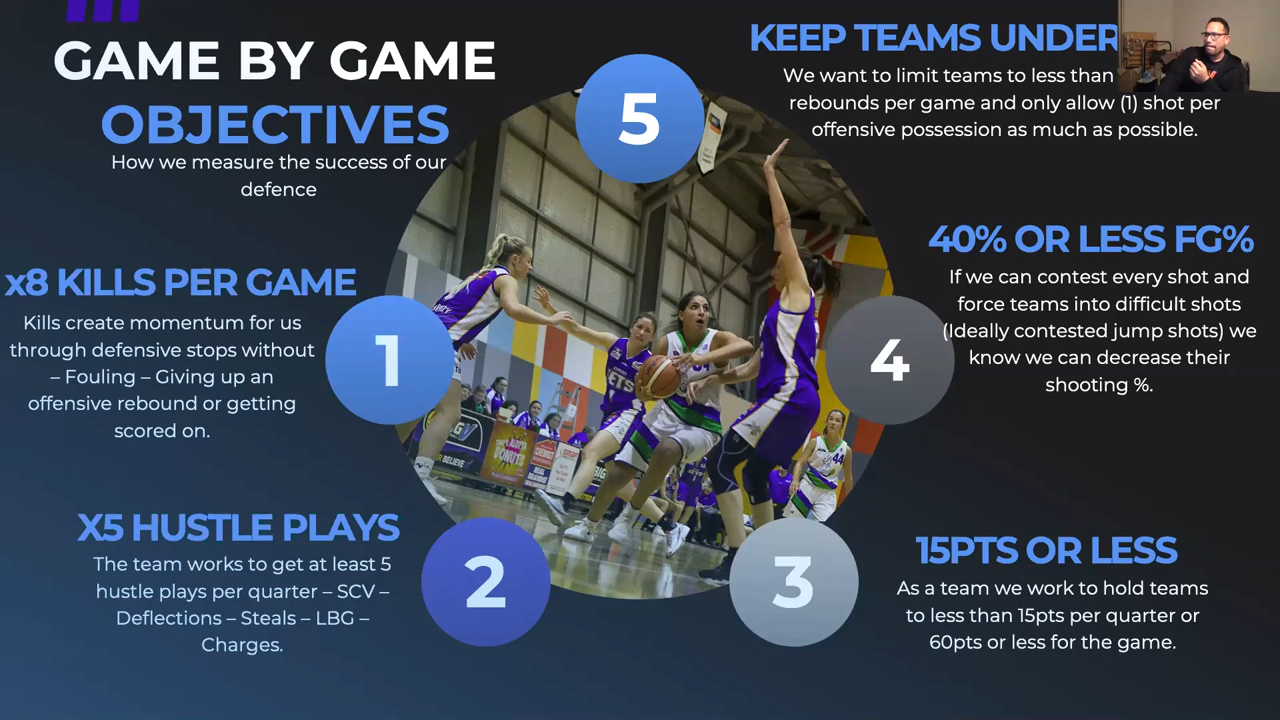 GAME BY GAME
OBJECTIVES
How we measure the success of our
defence
x8 KILLS PER GAME
Kills create momentum for us
through defensive stops without
– Fouling – Giving up an
offensive rebound or getting
scored on.
1
X5 HUSTLE PLAYS
The team works to get at least 5
hustle plays per quarter – SCV –
Deflections – Steals – LBG –
Charges.
2
3
15PTS OR LESS
As a team we work to hold teams
to less than 15pts per quarter or
60pts or less for the game.
4
40% OR LESS FG%
If we can contest every shot and
force teams into difficult shots
(Ideally contested jump shots) we
know we can decrease their
shooting %.
5
KEEP TEAMS UNDER
We want to limit teams to less than
rebounds per game and only allow (1) shot per
offensive possession as much as possible.
DONUTS
BELIEVE
44